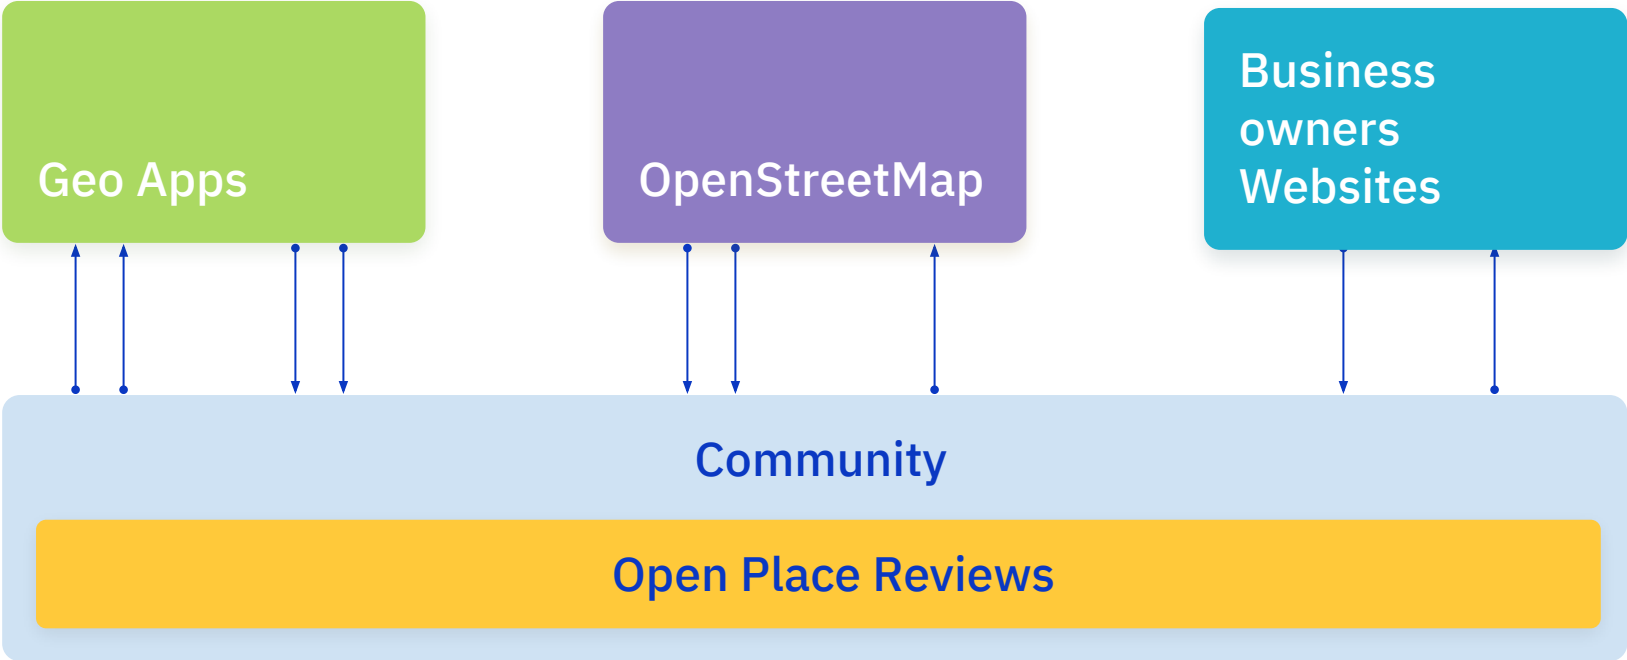 Geo Apps
OpenStreetMap
Business
owners
Websites
Community
Open Place Reviews